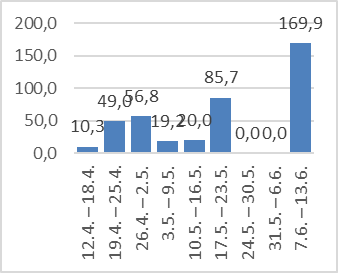 200,0
150,0
100,0
50,0
0,0
10,3
49,0
56,8
19,2
20,0
85,7
0,0
0,0
169,9
12.4. – 18.4.
19.4. – 25.4.
26.4. – 2.5.
3.5. – 9.5.
10.5. – 16.5.
17.5. – 23.5.
24.5. – 30.5.
31.5. – 6.6.
7.6. – 13.6.